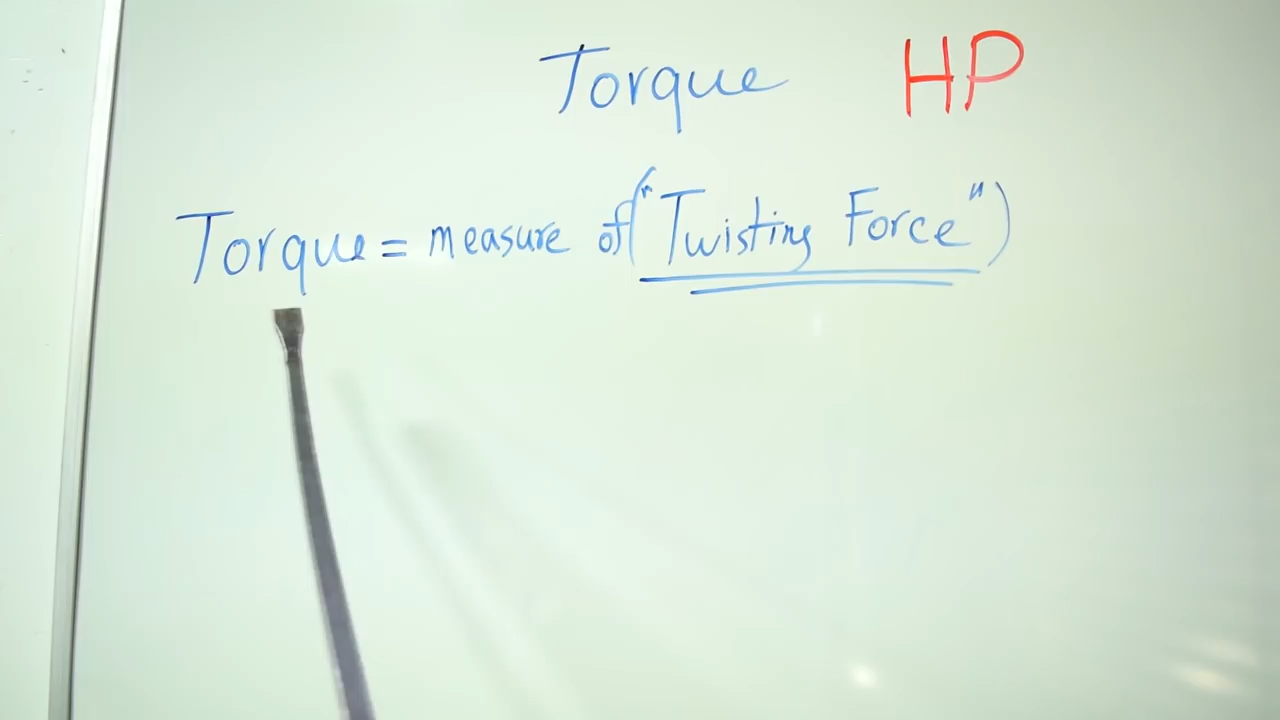 Torque HP
Torque = measure of ("Twisting Force")